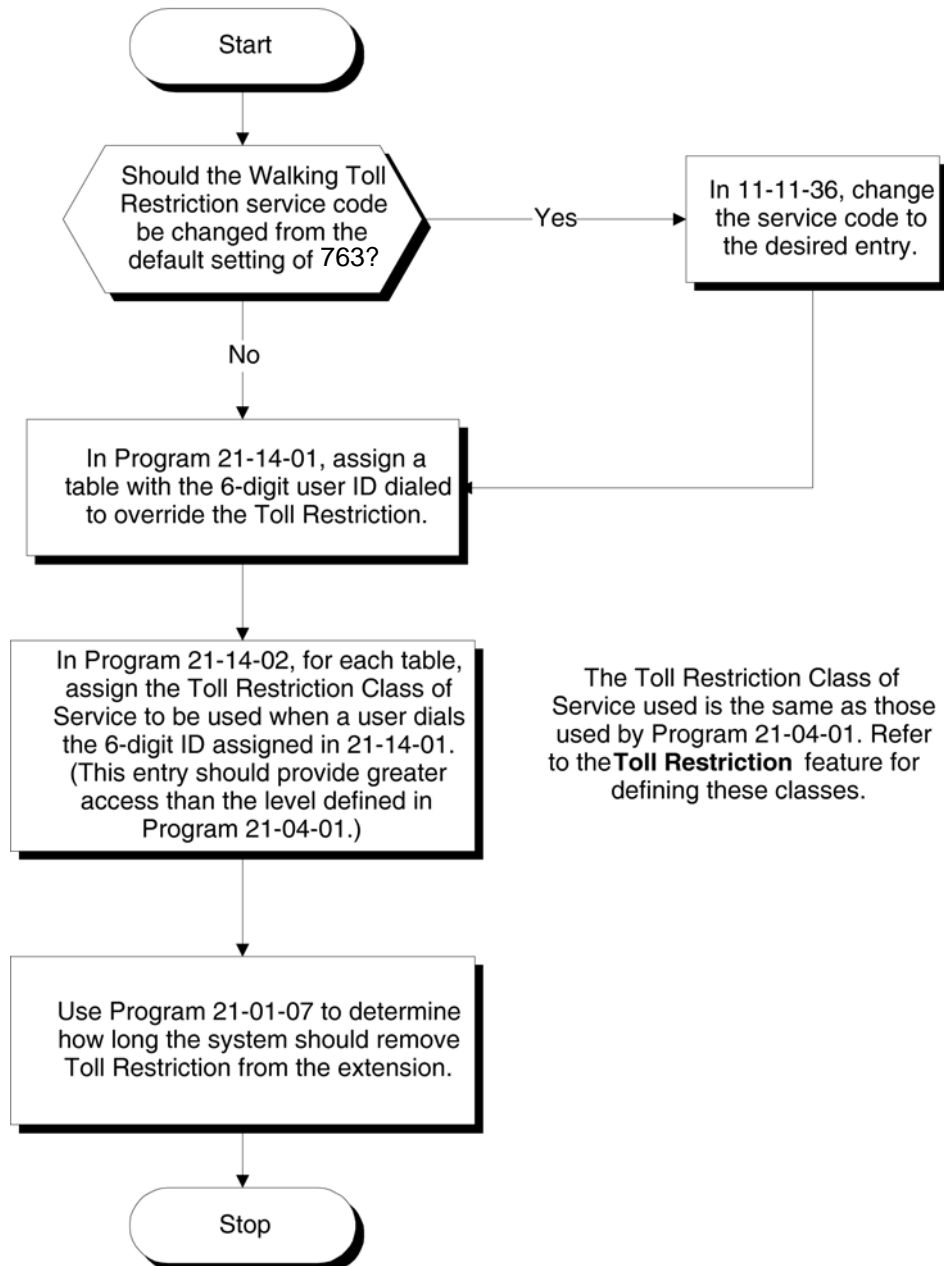 Start
Should the Walking Toll
Restriction service code
be changed from the
default setting of 763?
Yes
In 11-11-36, change
the service code to
the desired entry.
No
In Program 21-14-01, assign a
table with the 6-digit user ID dialed
to override the Toll Restriction.
In Program 21-14-02, for each table,
assign the Toll Restriction Class of
Service to be used when a user dials
the 6-digit ID assigned in 21-14-01.
(This entry should provide greater
access than the level defined in
Program 21-04-01.)
The Toll Restriction Class of
Service used is the same as those
used by Program 21-04-01. Refer
to the Toll Restriction feature for
defining these classes.
Use Program 21-01-07 to determine
how long the system should remove
Toll Restriction from the extension.
Stop